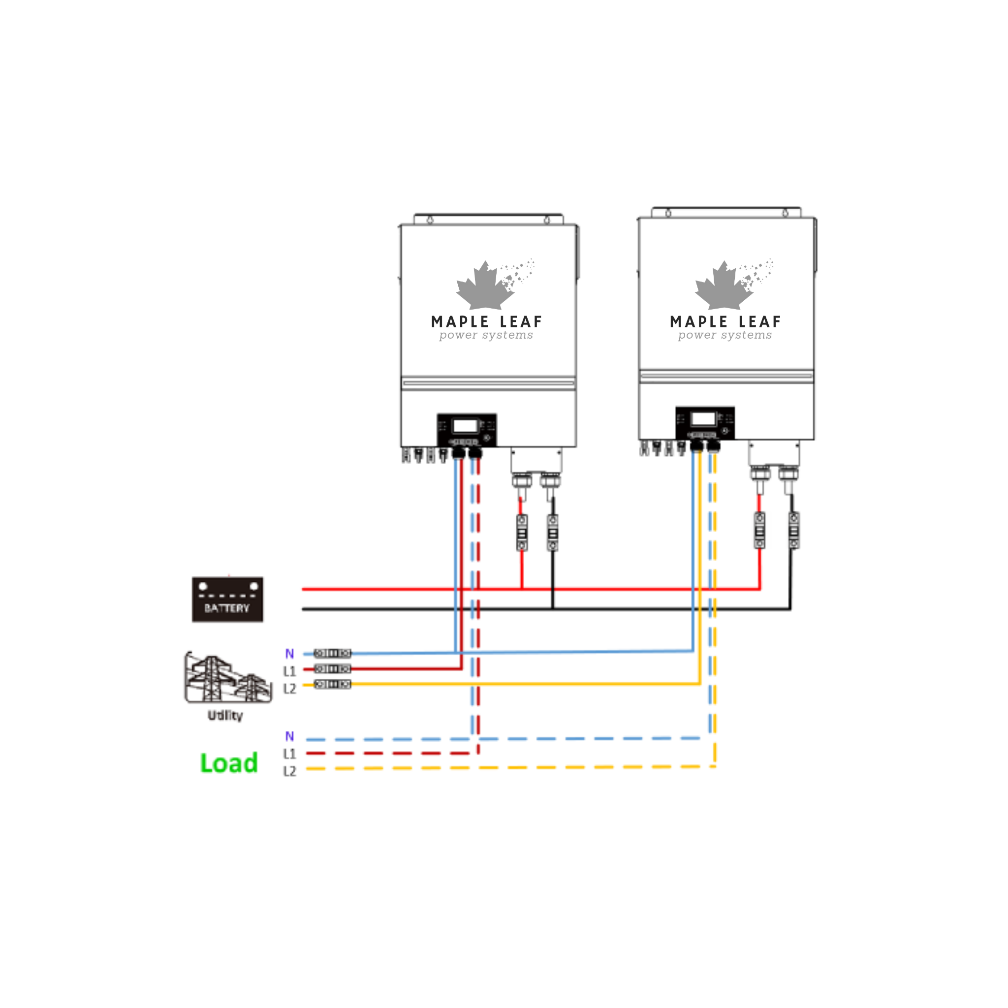 MAPLE LEAF
power systems
MAPLE LEAF
power systems
BATTERY
N
L1
L2
Utility
N
L1
L2
Load